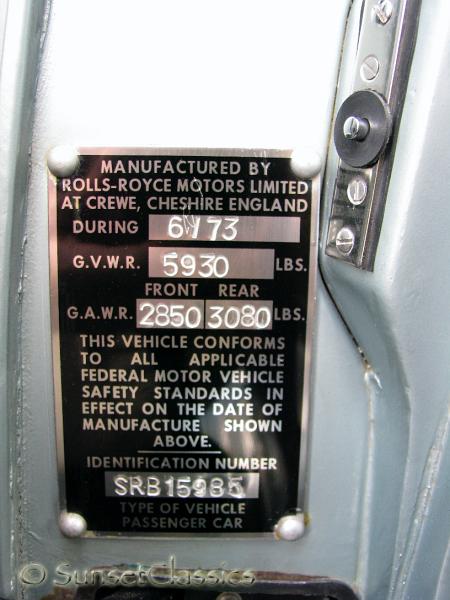 MANUFACTURED BY
ROLLS-ROYCE MOTORS LIMITED
AT CREWE, CHESHIRE ENGLAND
DURING 6/73
G.V.W.R. 5930 LBS.
FRONT REAR
G.A.W.R. 2850 3080 LBS.
THIS VEHICLE CONFORMS
TO ALL APPLICABLE
FEDERAL MOTOR VEHICLE
SAFETY STANDARDS IN
EFFECT ON THE DATE OF
MANUFACTURE SHOWN
ABOVE.
IDENTIFICATION NUMBER
SRB15985
TYPE OF VEHICLE
PASSENGER CAR
© SunsetClassics